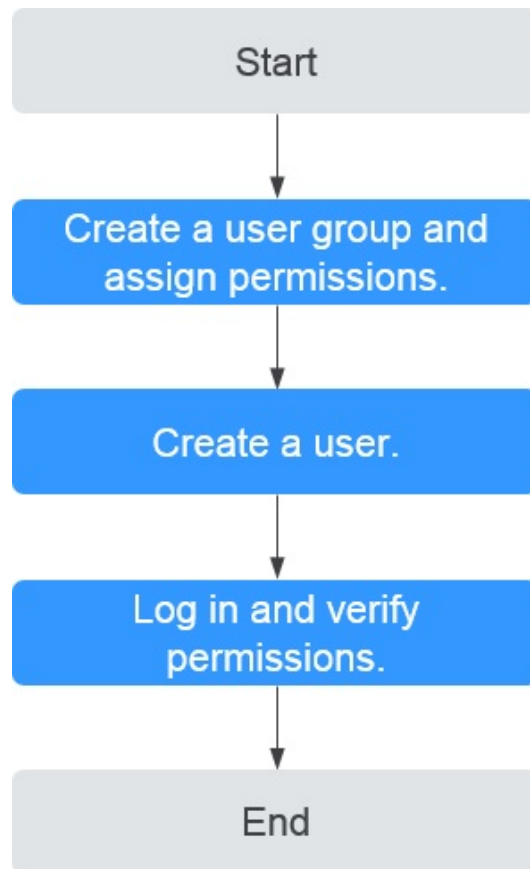 Start
Create a user group and
assign permissions.
Create a user.
Log in and verify
permissions.
End